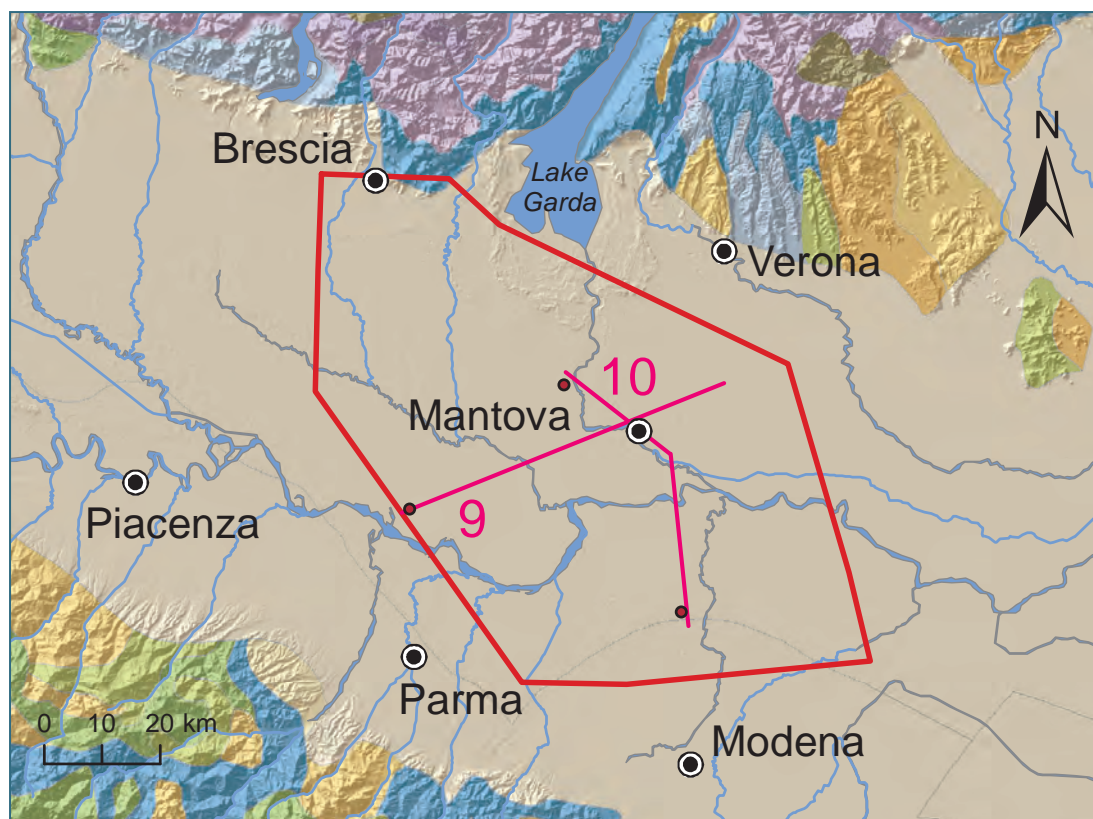 Brescia
N
Lake
Garda
Verona
10
Mantova
9
Piacenza
Parma
0 10 20 km
Modena